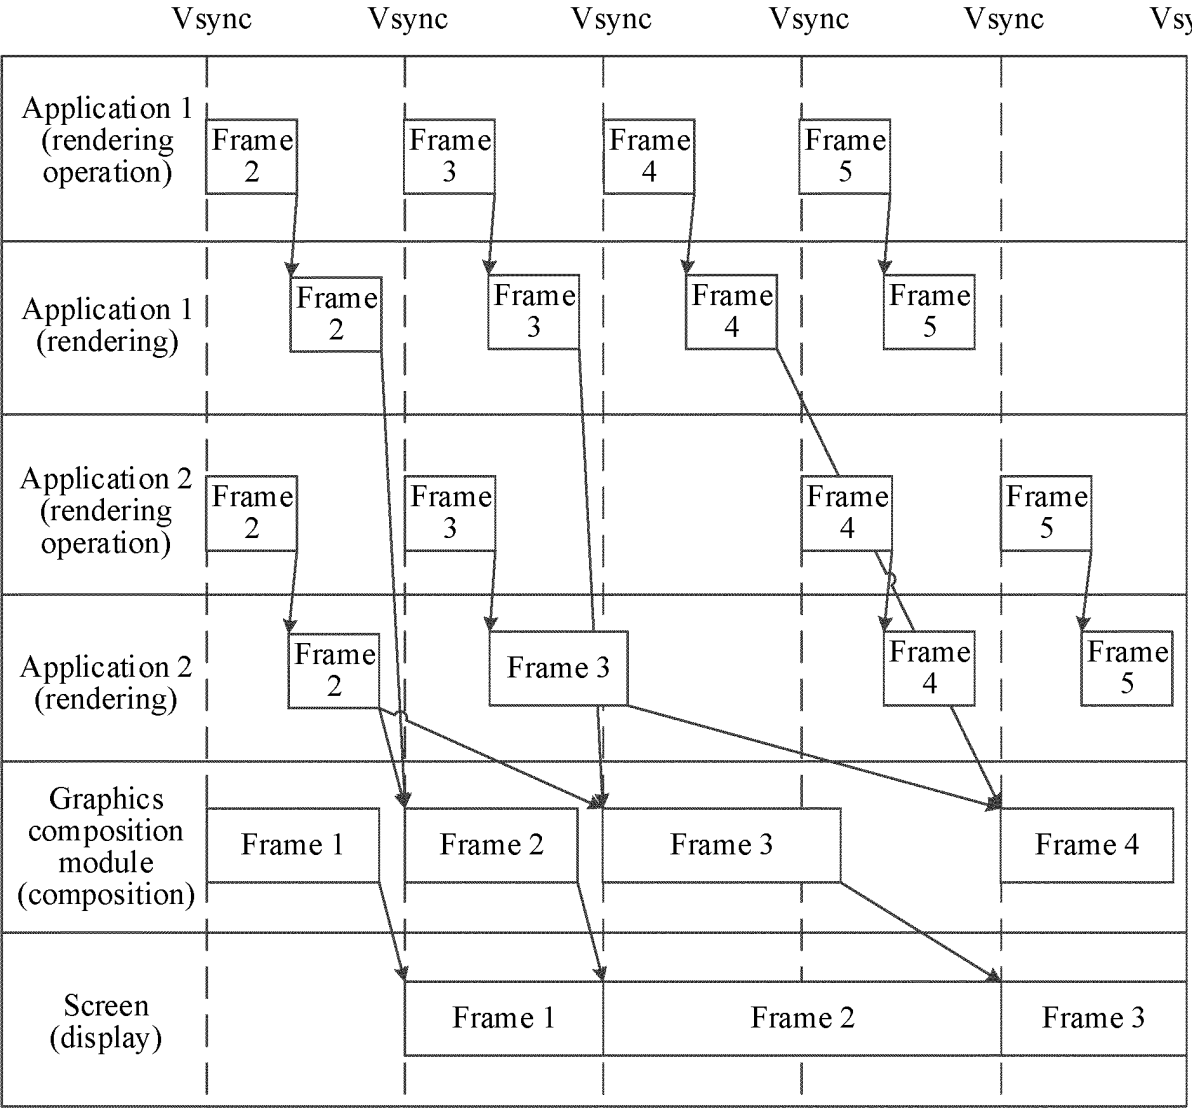 Vsync Vsync Vsync Vsync Vsync Vsy
Application 1
(rendering
operation)
Frame
2
Frame
3
Frame
4
Frame
5
Application 1
(rendering)
Frame
2
Frame
3
Frame
4
Frame
5
Application 2
(rendering
operation)
Frame
2
Frame
3
Frame
4
Frame
5
Application 2
(rendering)
Frame
2
Frame 3
Frame
4
Frame
5
Graphics
composition
module
(composition)
Frame 1
Frame 2
Frame 3
Frame 4
Screen
(display)
Frame 1
Frame 2
Frame 3